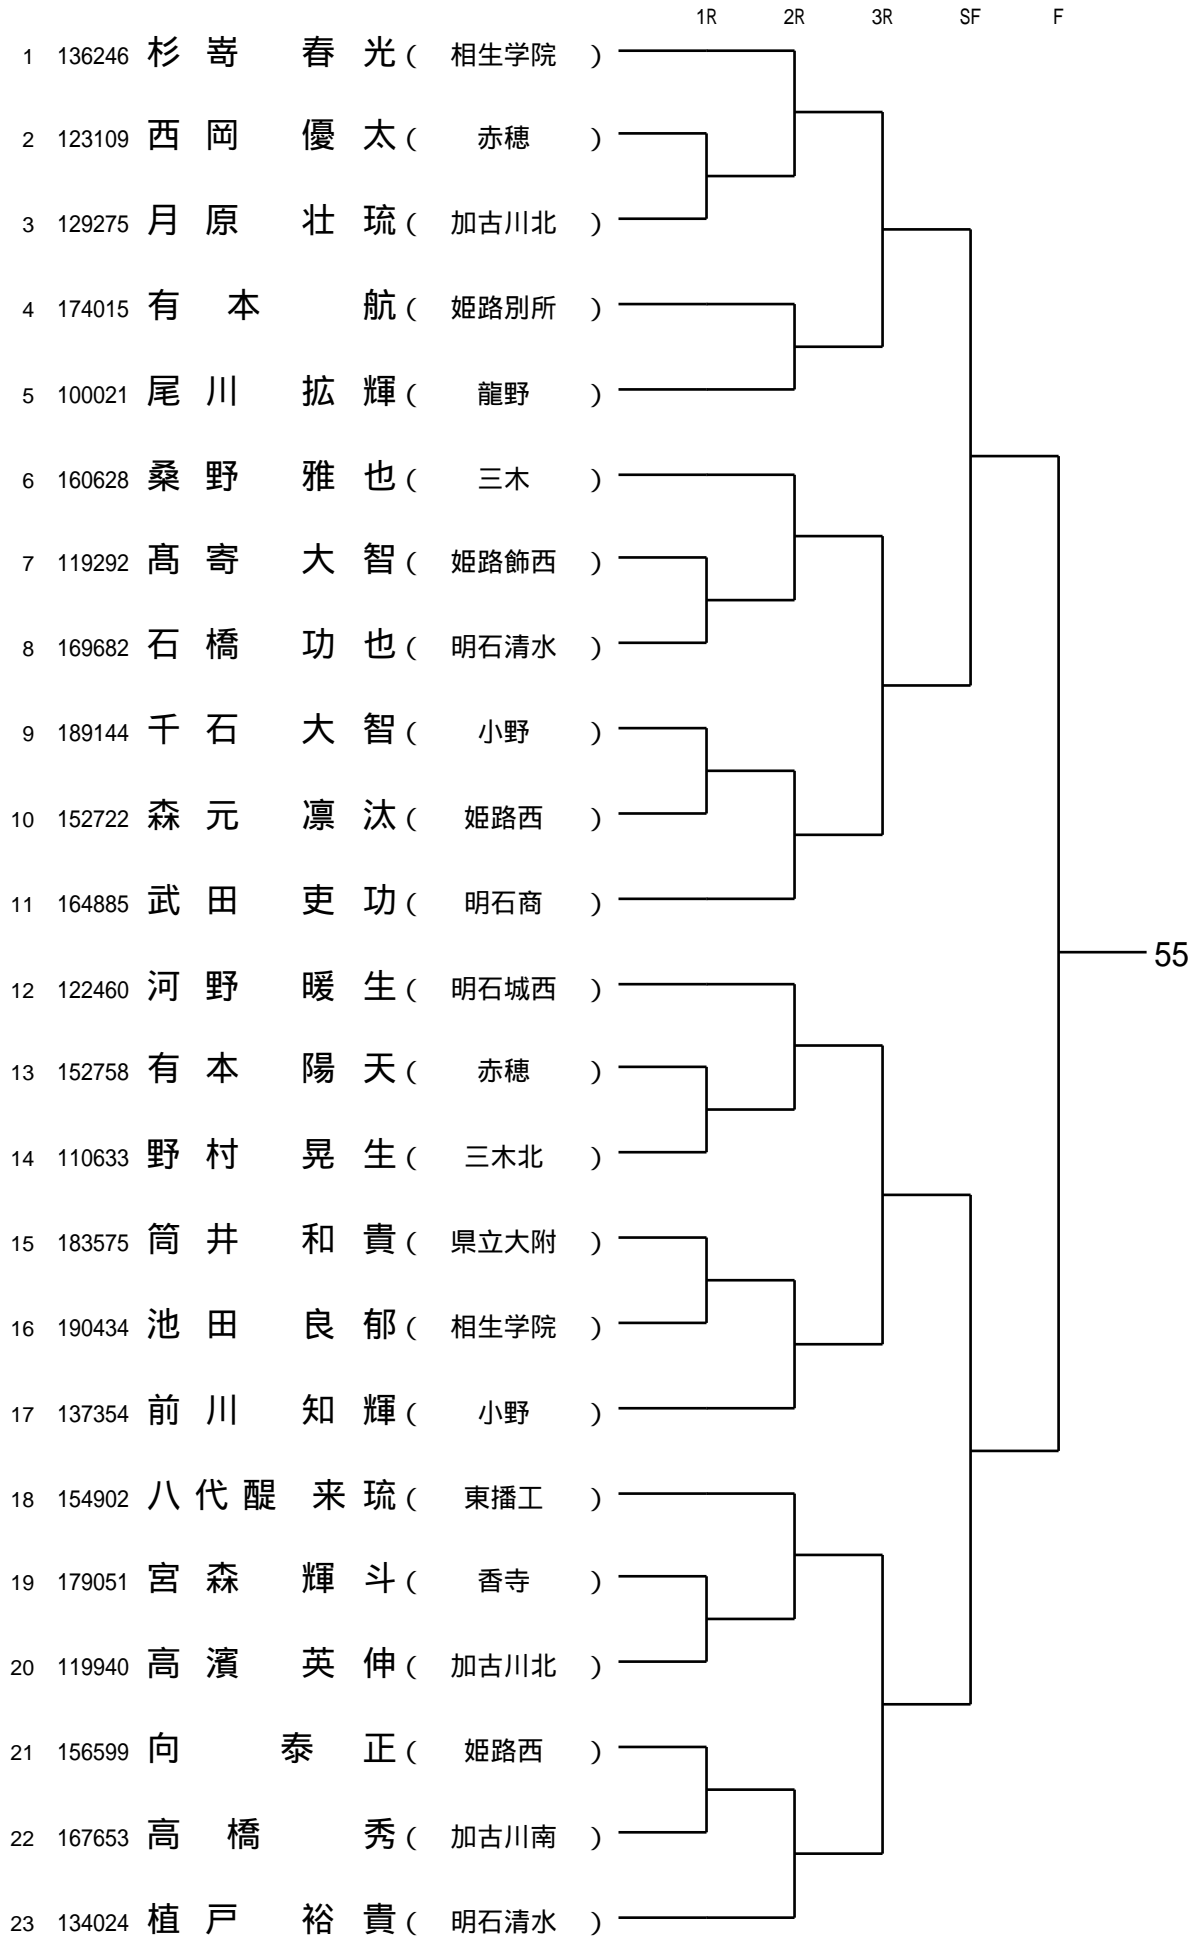 1R 2R 3R SF F
1 136246 杉嵜 春光 ( 相生学院 )
2 123109 西岡 優太 ( 赤穂 )
3 129275 月原 壮琉 ( 加古川北 )
4 174015 有本 航 ( 姫路別所 )
5 100021 尾川 拡輝 ( 龍野 )
6 160628 桑野 雅也 ( 三木 )
7 119292 髙寄 大智 ( 姫路飾西 )
8 169682 石橋 功也 ( 明石清水 )
9 189144 千石 大智 ( 小野 )
10 152722 森元 凛汰 ( 姫路西 )
11 164885 武田 吏功 ( 明石商 )
55
12 122460 河野 暖生 ( 明石城西 )
13 152758 有本 陽天 ( 赤穂 )
14 110633 野村 晃生 ( 三木北 )
15 183575 筒井 和貴 ( 県立大附 )
16 190434 池田 良郁 ( 相生学院 )
17 137354 前川 知輝 ( 小野 )
18 154902 八代醍 来琉 ( 東播工 )
19 179051 宮森 輝斗 ( 香寺 )
20 119940 高濱 英伸 ( 加古川北 )
21 156599 向 泰正 ( 姫路西 )
22 167653 高橋 秀 ( 加古川南 )
23 134024 植戸 裕貴 ( 明石清水 )